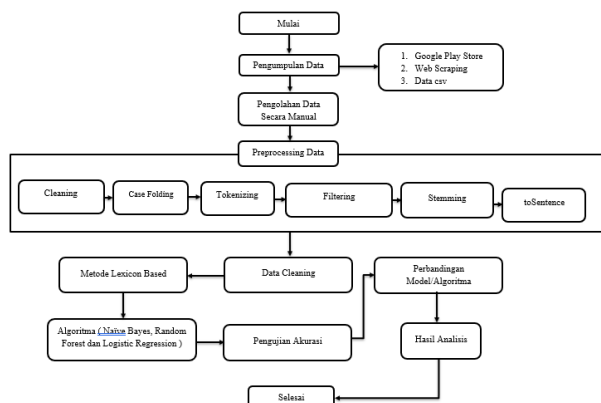 Mulai
Pengumpulan Data
1. Google Play Store
2. Web Scraping
3. Data csv
Pengolahan Data
Secara Manual
Preprocessing Data
Cleaning
Case Folding
Tokenizing
Filtering
Stemming
toSentence
Metode Lexicon Based
Data Cleaning
Perbandingan
Model/Algoritma
Algoritma ( Naïve Bayes, Random
Forest dan Logistic Regression )
Pengujian Akurasi
Hasil Analisis
Selesai